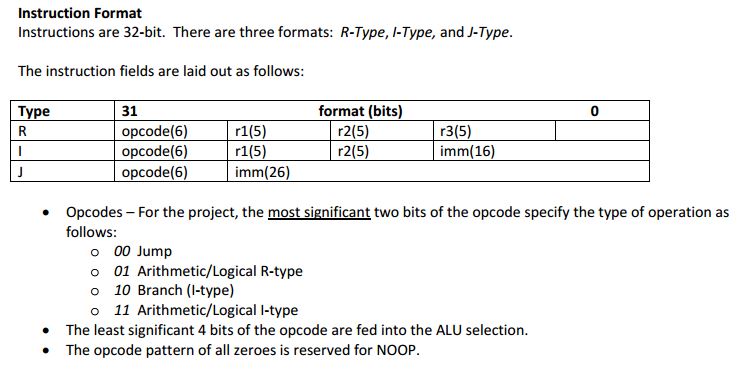 Instruction Format
Instructions are 32-bit.  There are three formats:  R-Type, I-Type, and J-Type.
The instruction fields are laid out as follows:
Type 31 format (bits) 0
R opcode(6) r1(5) r2(5) r3(5)
I opcode(6) r1(5) r2(5) imm(16)
J opcode(6) imm(26)
• Opcodes – For the project, the most significant two bits of the opcode specify the type of operation as
follows:
o 00 Jump
o 01 Arithmetic/Logical R-type
o 10 Branch (I-type)
o 11 Arithmetic/Logical I-type
• The least significant 4 bits of the opcode are fed into the ALU selection.
• The opcode pattern of all zeroes is reserved for NOOP.